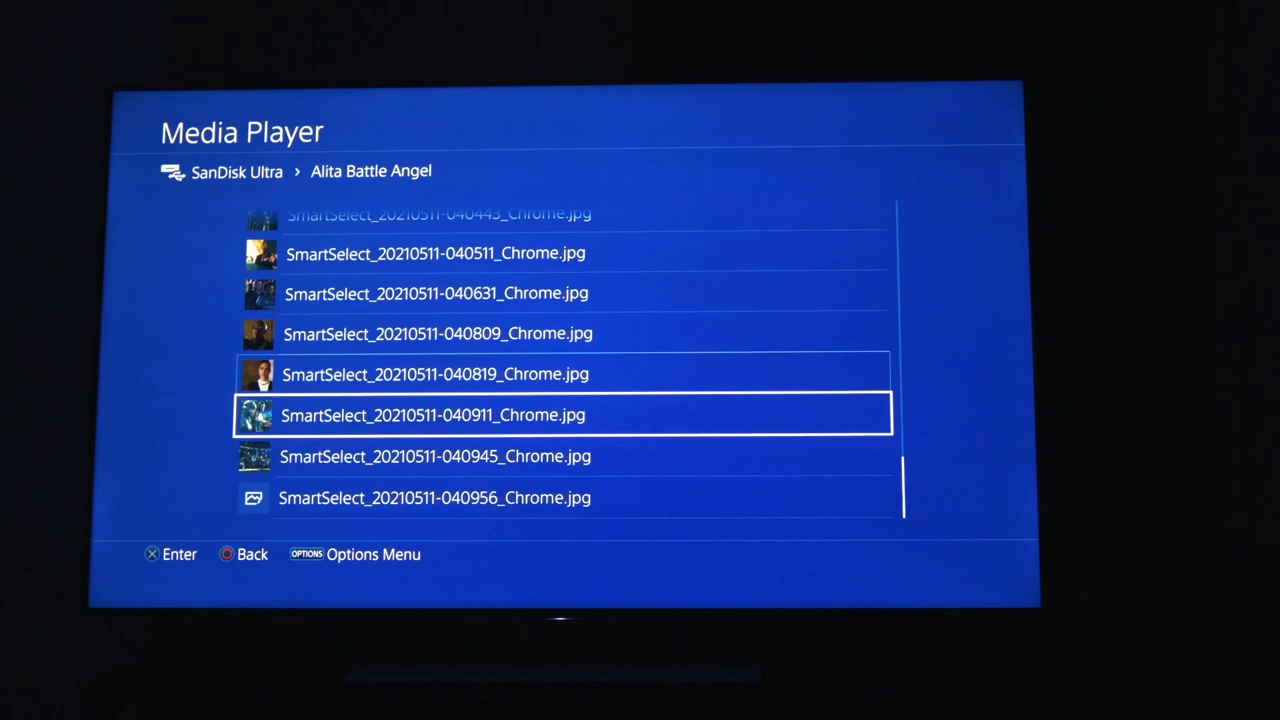 Media Player
SanDisk Ultra › Alita Battle Angel
SmartSelect_20210511-040443_Chrome.jpg
SmartSelect_20210511-040511_Chrome.jpg
SmartSelect_20210511-040631_Chrome.jpg
SmartSelect_20210511-040809_Chrome.jpg
SmartSelect_20210511-040819_Chrome.jpg
SmartSelect_20210511-040911_Chrome.jpg
SmartSelect_20210511-040945_Chrome.jpg
SmartSelect_20210511-040956_Chrome.jpg
Enter Back OPTIONS Options Menu